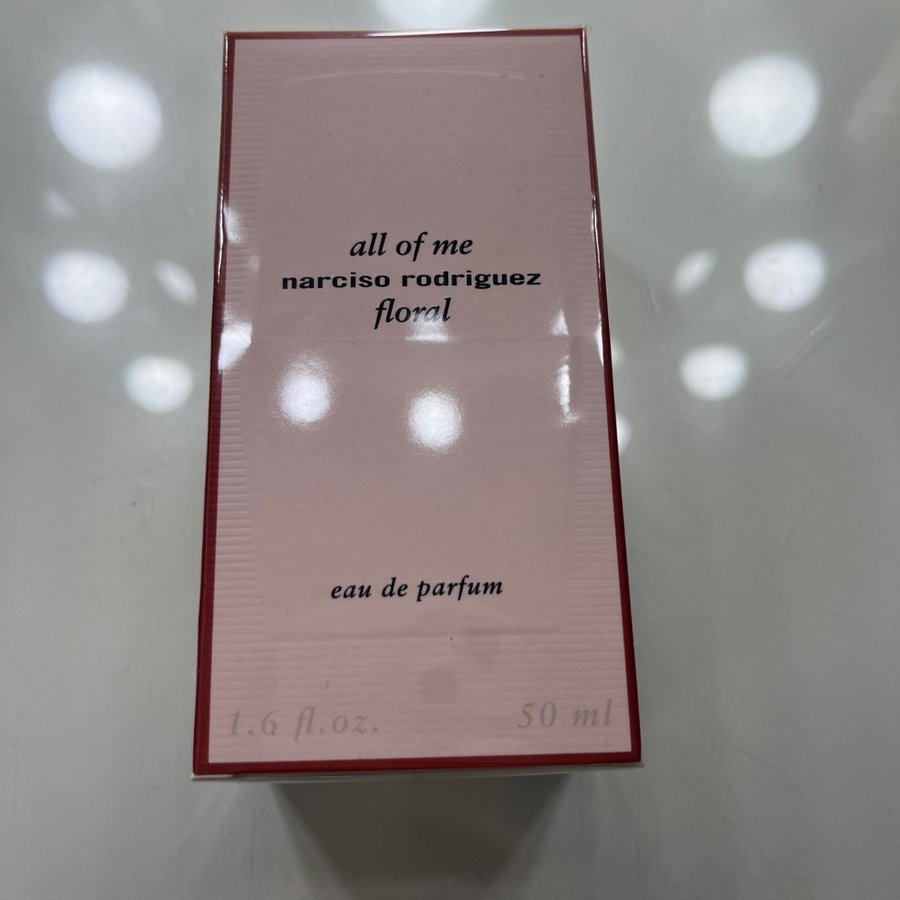 all of me
narciso rodriguez
floral
eau de parfum
1.6 fl.oz. 50 ml